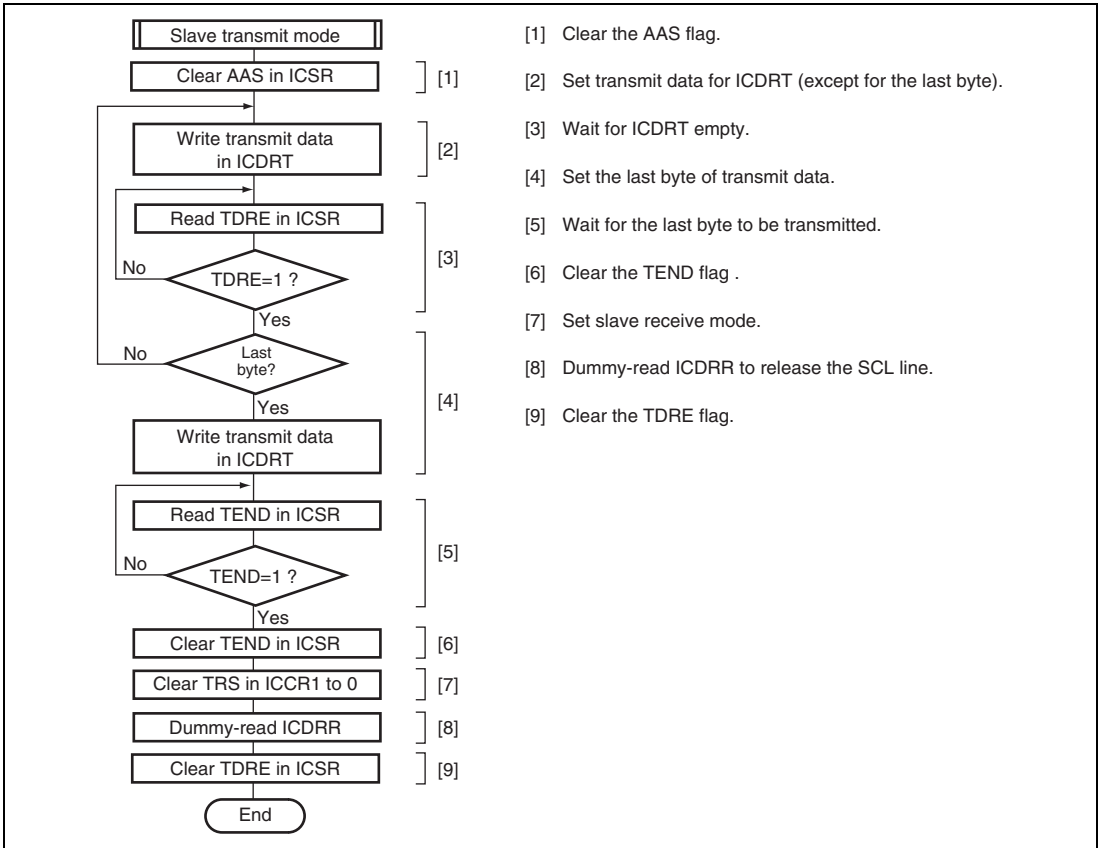 Slave transmit mode
Clear AAS in ICSR
[1]
Write transmit data
in ICDRT
[2]
Read TDRE in ICSR
No
TDRE=1 ?
[3]
Yes
No
Last
byte?
Yes
[4]
Write transmit data
in ICDRT
Read TEND in ICSR
No
TEND=1 ?
[5]
Yes
Clear TEND in ICSR
[6]
Clear TRS in ICCR1 to 0
[7]
Dummy-read ICDRR
[8]
Clear TDRE in ICSR
[9]
End
[1] Clear the AAS flag.
[2] Set transmit data for ICDRT (except for the last byte).
[3] Wait for ICDRT empty.
[4] Set the last byte of transmit data.
[5] Wait for the last byte to be transmitted.
[6] Clear the TEND flag .
[7] Set slave receive mode.
[8] Dummy-read ICDRR to release the SCL line.
[9] Clear the TDRE flag.